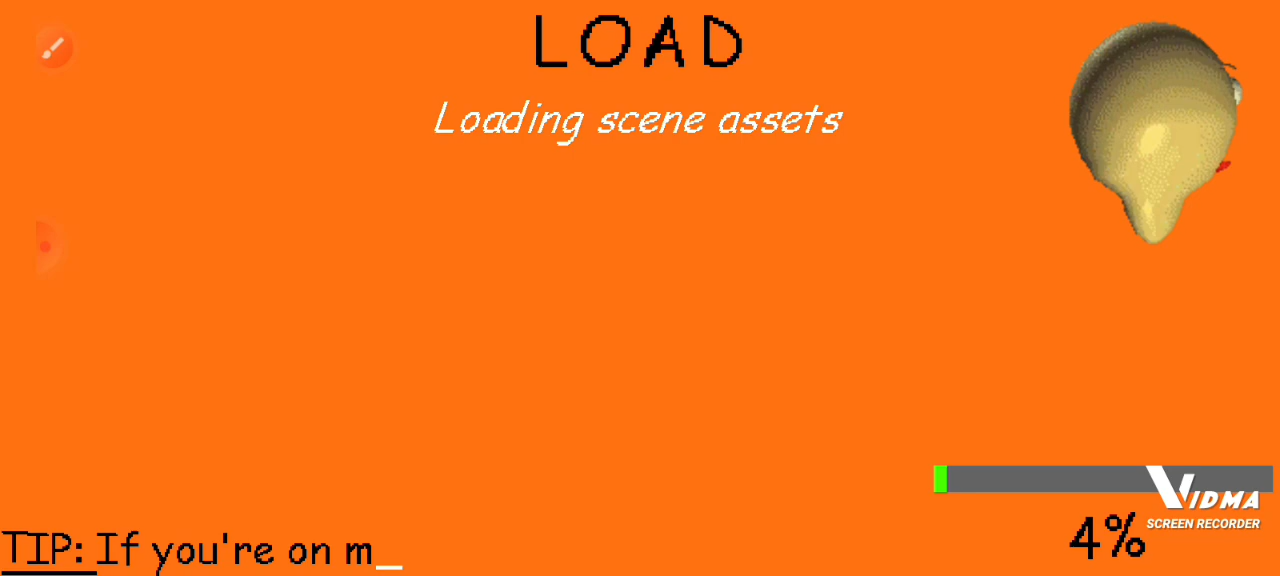 LOAD
Loading scene assets
VIDMA
SCREEN RECORDER
4%
TIP: If you're on m_